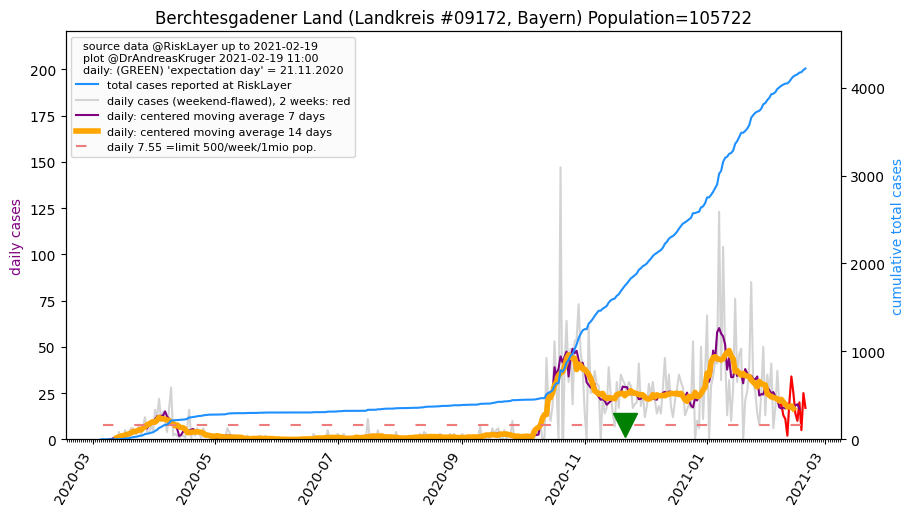 Berchtesgadener Land (Landkreis #09172, Bayern) Population=105722
source data @RiskLayer up to 2021-02-19
plot @DrAndreasKruger 2021-02-19 11:00
daily: (GREEN) 'expectation day' = 21.11.2020
total cases reported at RiskLayer
daily cases (weekend-flawed), 2 weeks: red
daily: centered moving average 7 days
daily: centered moving average 14 days
daily 7.55 =limit 500/week/1mio pop.
daily cases
200
175
150
125
100
75
50
25
0
4000
3000
2000
1000
0
cumulative total cases
2020-03
2020-05
2020-07
2020-09
2020-11
2021-01
2021-03